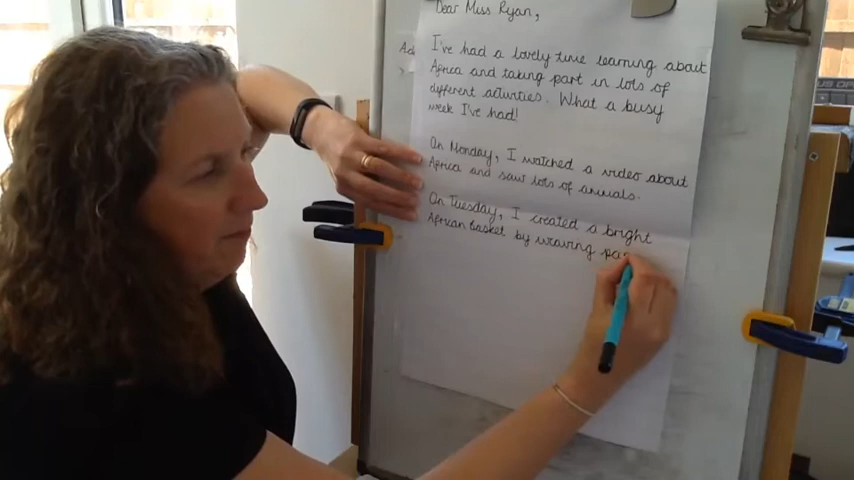 Dear Miss Ryan,
I've had a lovely time learning about
Africa and taking part in lots of
different activities. What a busy
week I've had!
On Monday, I watched a video about
Africa and saw lots of animals.
On Tuesday, I created a bright
African basket by weaving pa